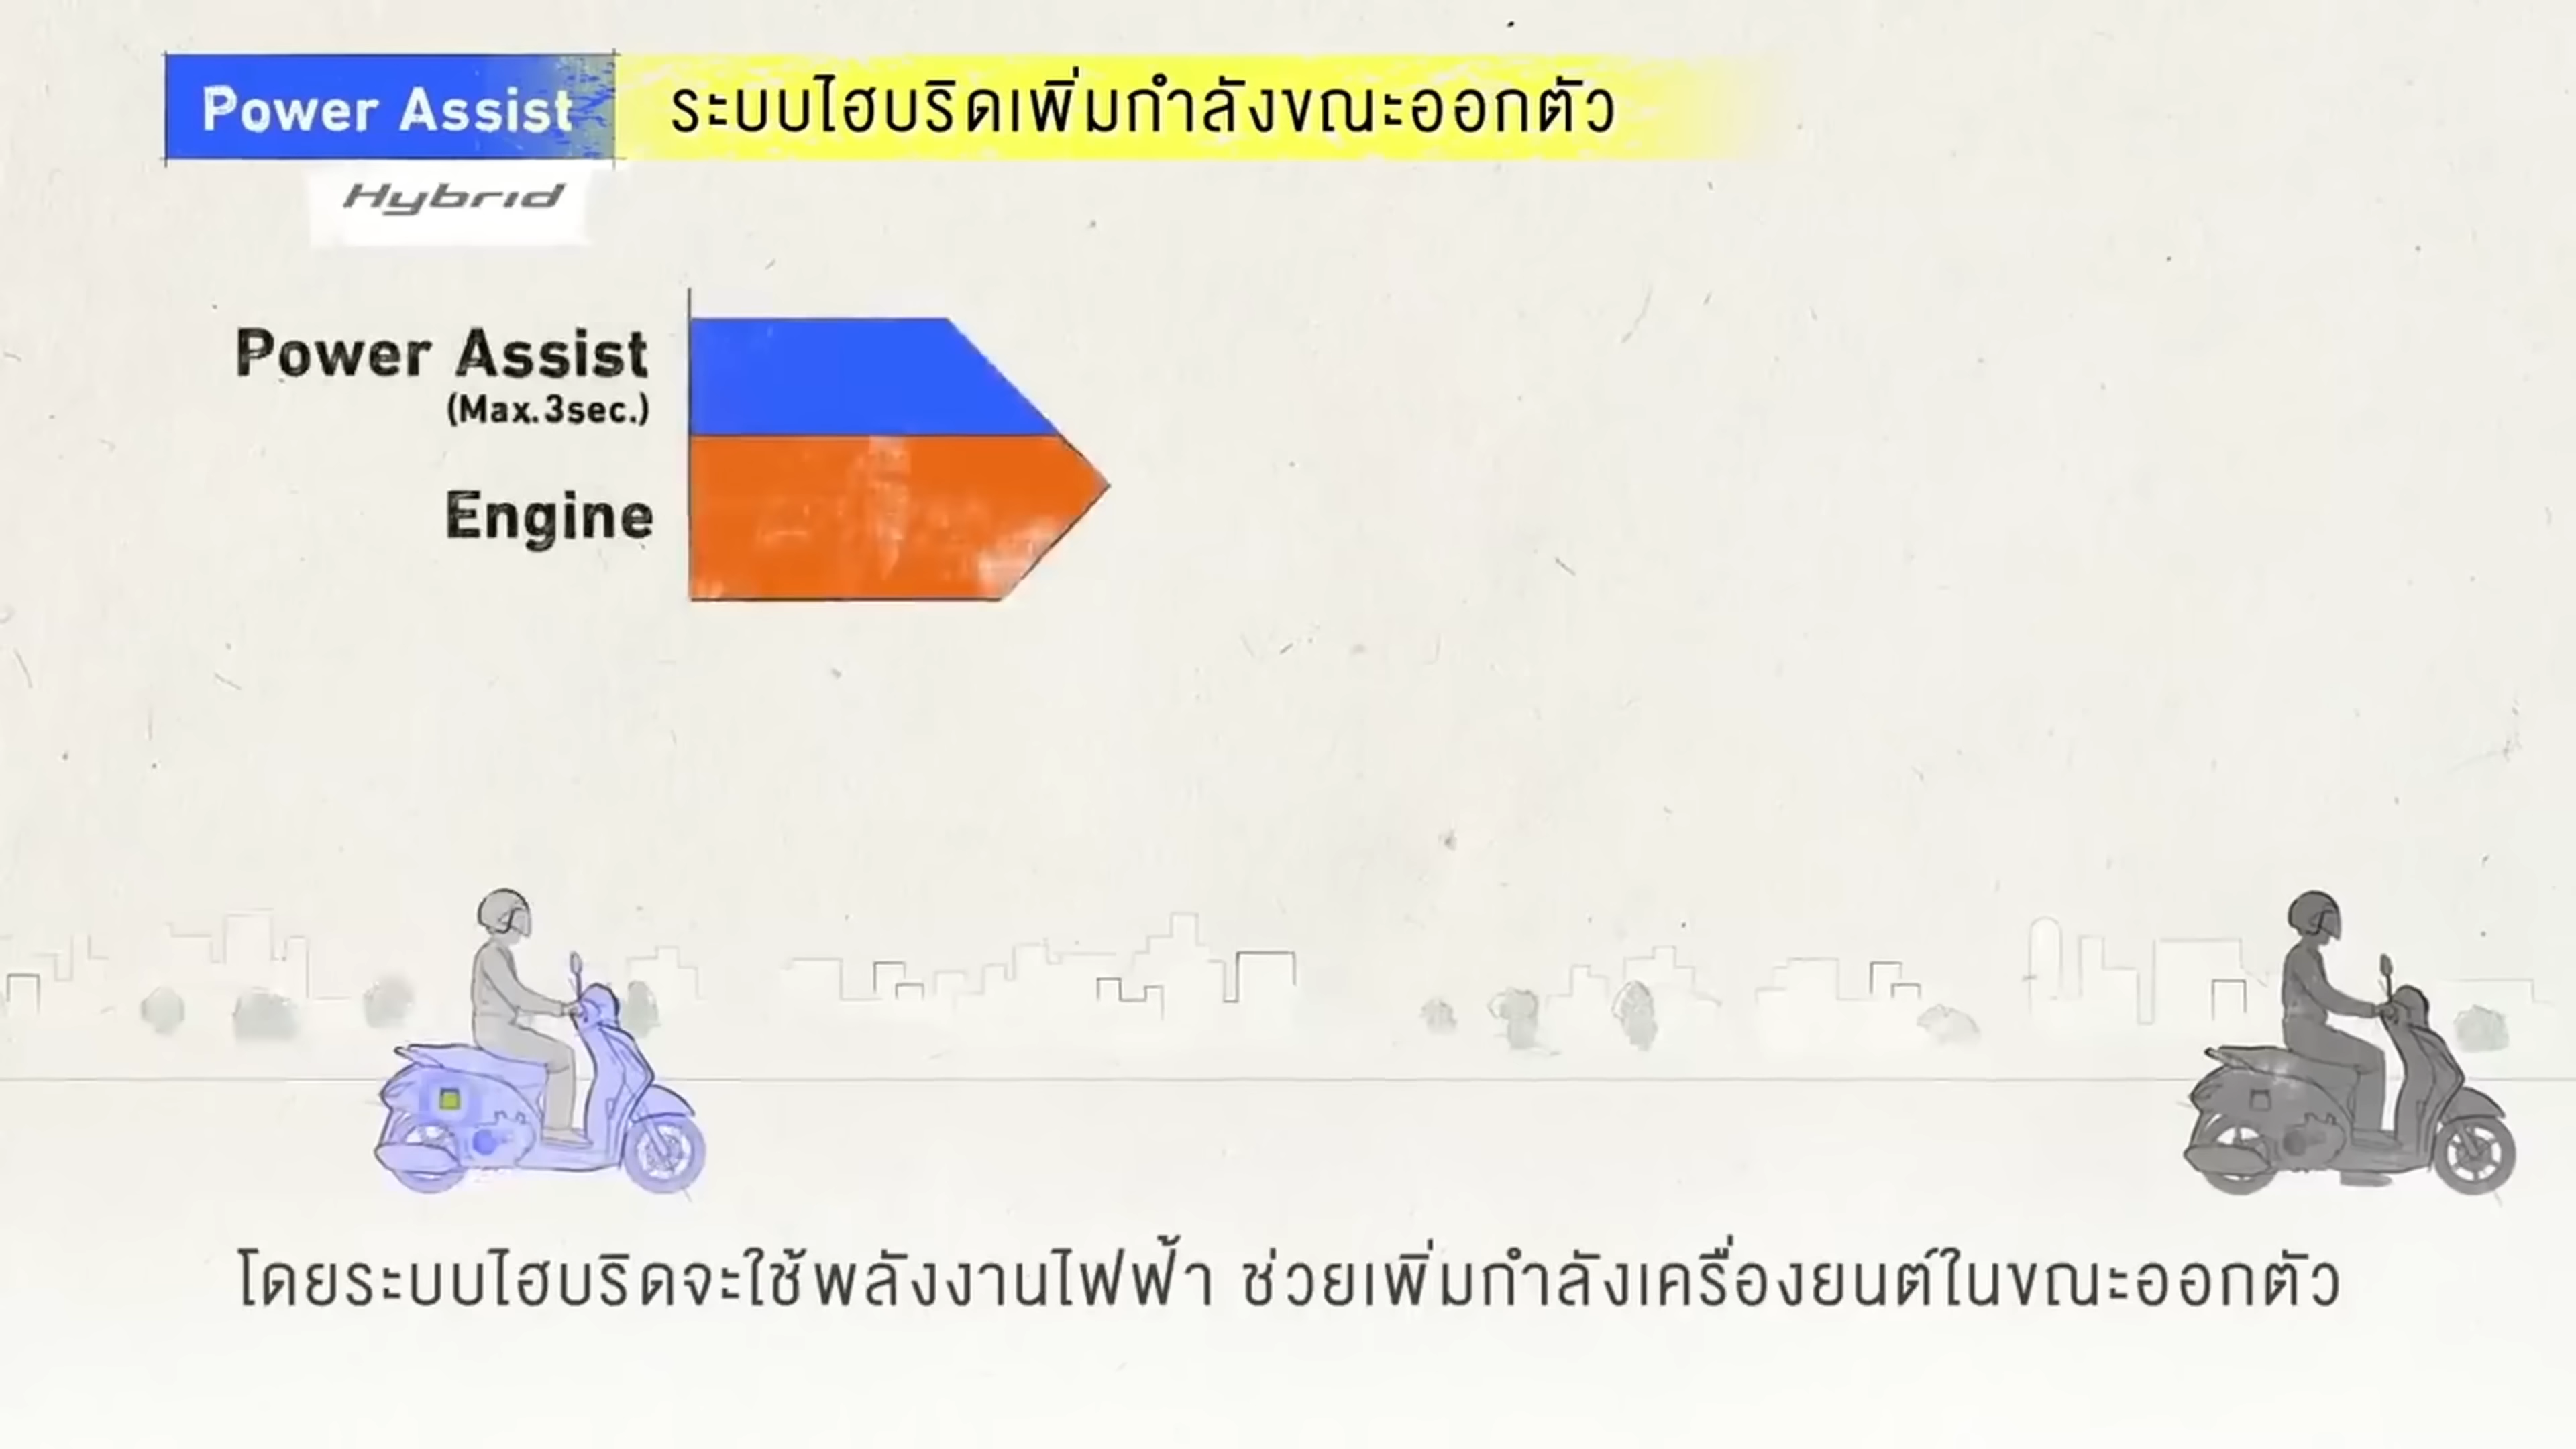 Power Assist ระบบไฮบริดเพิ่มกำลังขณะออกตัว
Hybrid
Power Assist
(Max.3sec.)
Engine
โดยระบบไฮบริดจะใช้พลังงานไฟฟ้า ช่วยเพิ่มกำลังเครื่องยนต์ในขณะออกตัว